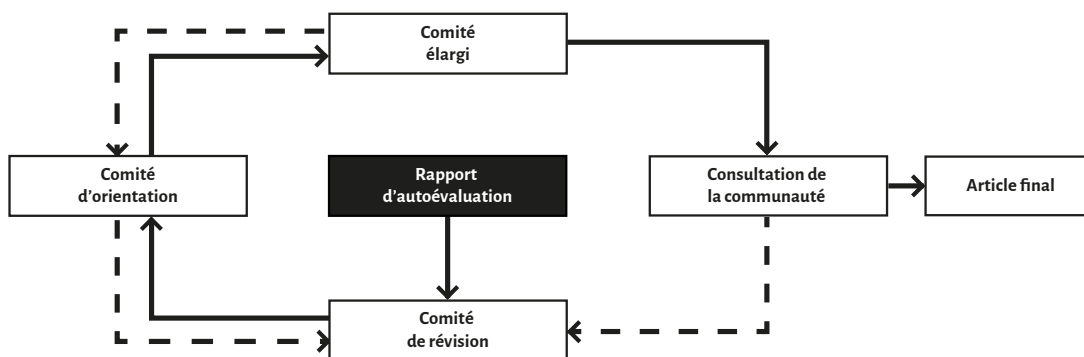 Comité
élargi
Comité
d'orientation
Rapport
d'autoévaluation
Consultation de
la communauté
Article final
Comité
de révision